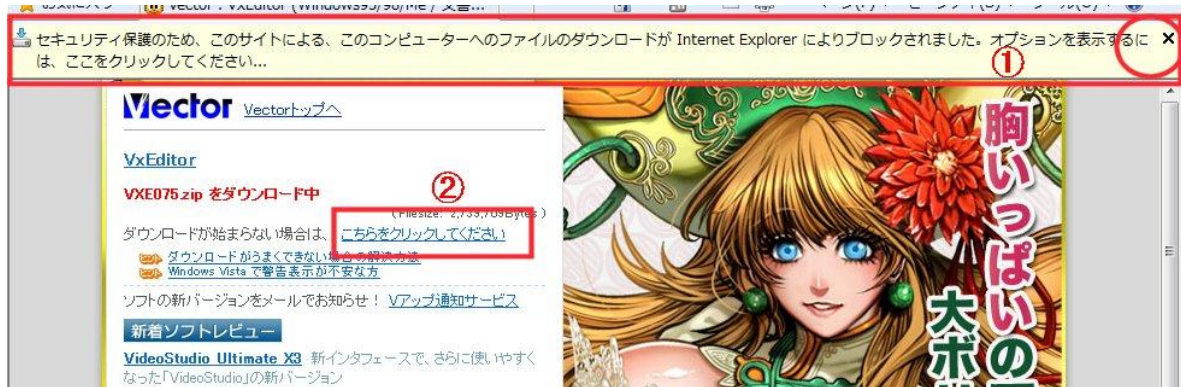 Vector : VxEditor (Windows95/98/Me / 文書...
セキュリティ保護のため、このサイトによる、このコンピューターへのファイルのダウンロードが Internet Explorer によりブロックされました。オプションを表示するに
は、ここをクリックしてください...
①
Vector Vectorトップへ
VxEditor
VXE075.zip をダウンロード中
②
(Filesize: 2,739,709Bytes)
ダウンロードが始まらない場合は、 こちらをクリックしてください
ダウンロードがうまくできない場合の解決方法
Windows Vista で警告表示が不安な方
ソフトの新バージョンをメールでお知らせ! Vアップ通知サービス
新着ソフトレビュー
VideoStudio Ultimate X3 新インタフェースで、さらに使いやすく
なった「VideoStudio」の新バージョン
胸いっぱいの
大ボ